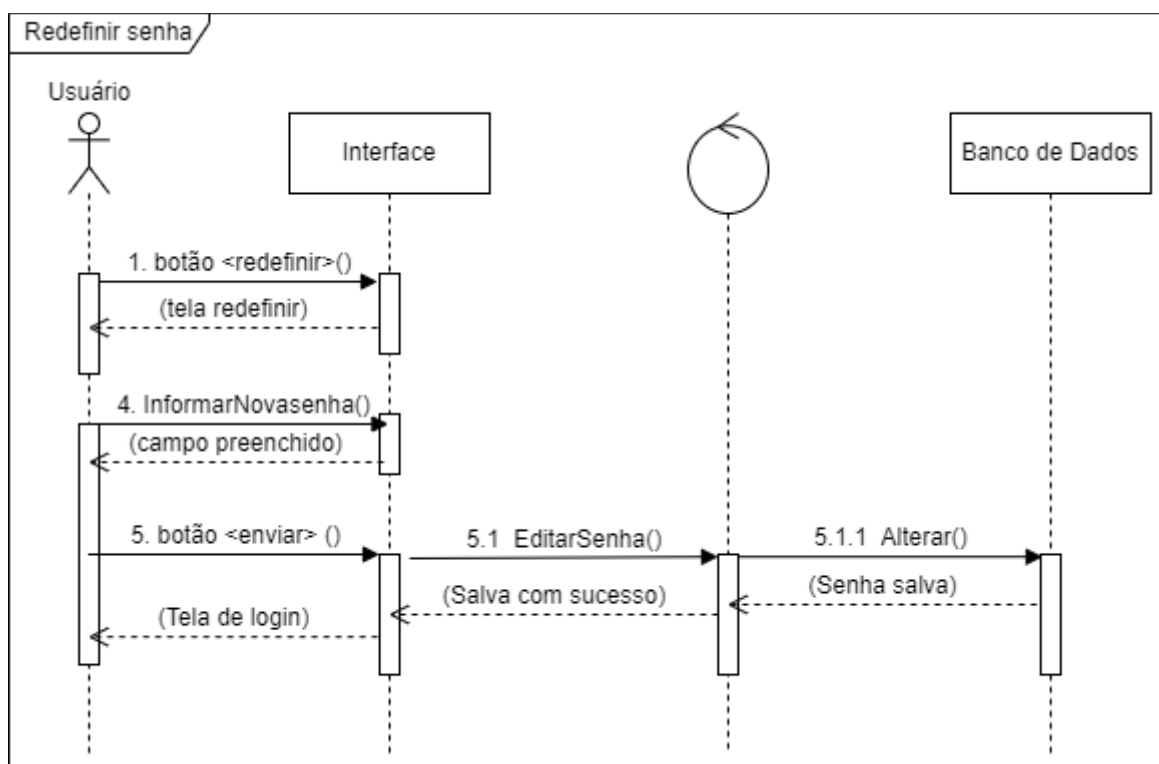 Redefinir senha
Usuário
Interface
Banco de Dados
1. botão <redefinir>()
(tela redefinir)
4. InformarNovasenha()
(campo preenchido)
5. botão <enviar> ()
5.1 EditarSenha()
5.1.1 Alterar()
(Senha salva)
(Salva com sucesso)
(Tela de login)